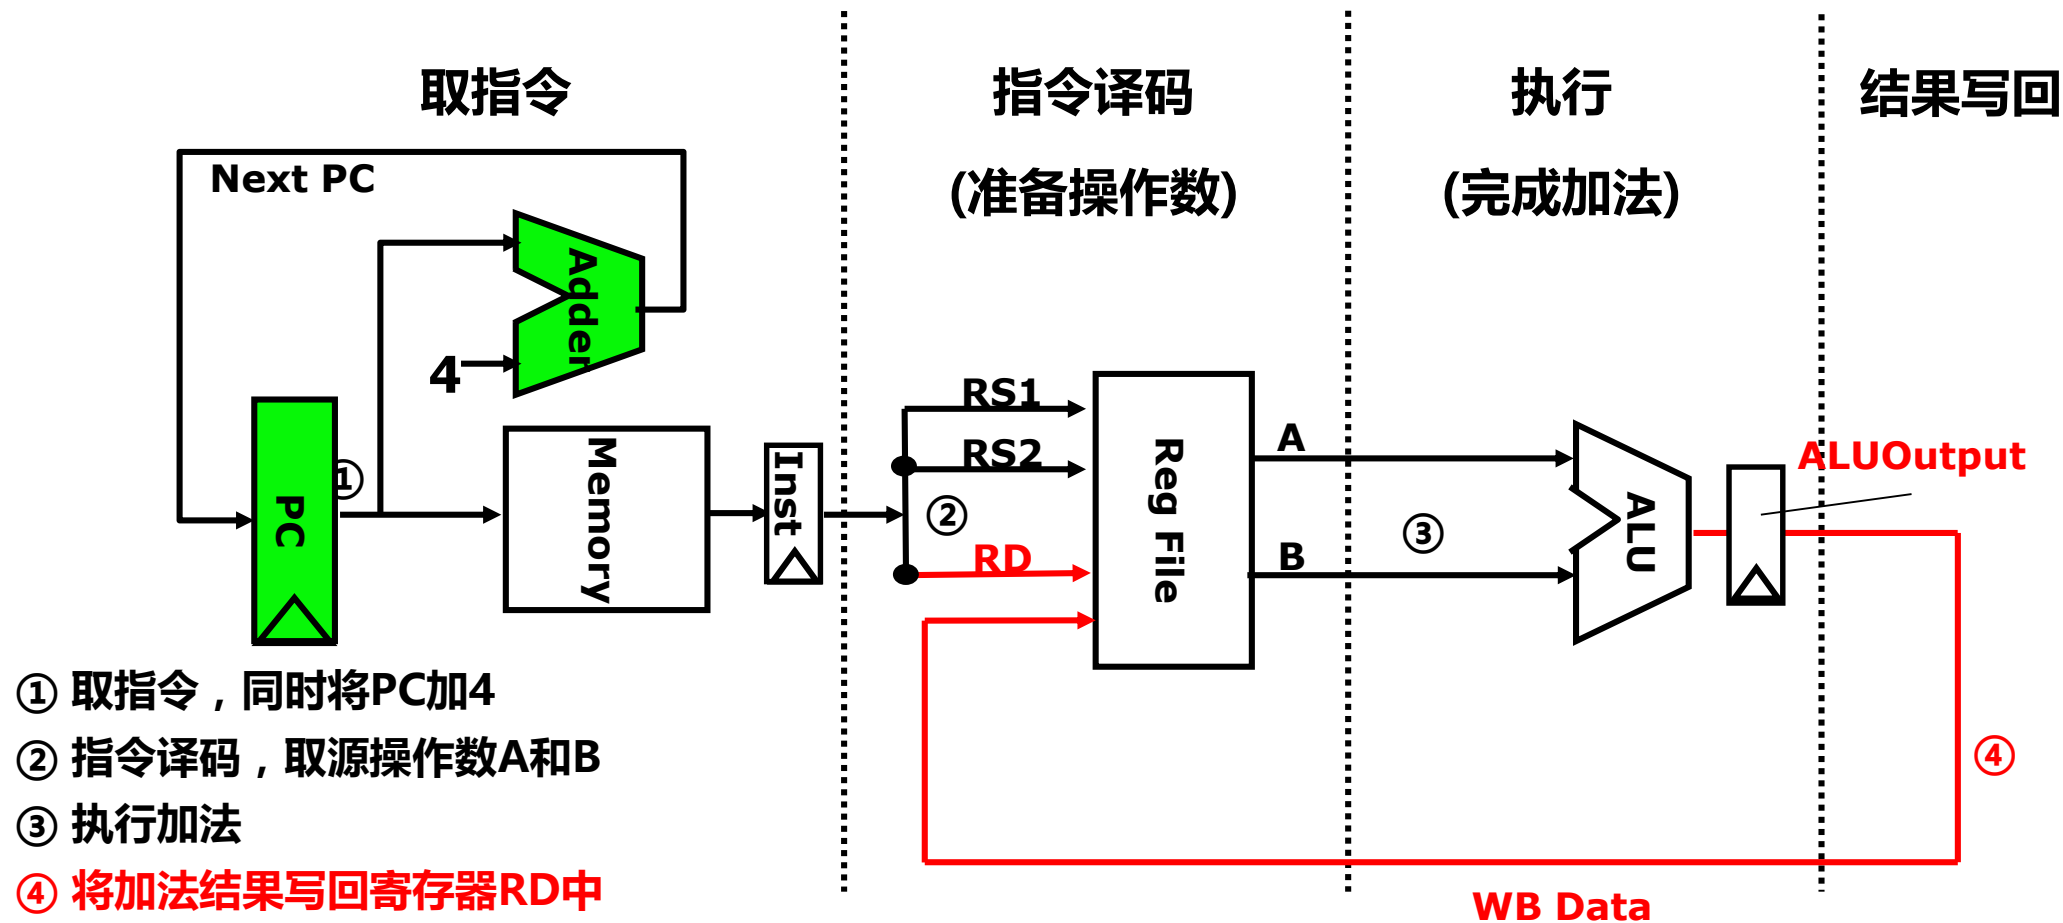 取指令
指令译码
执行
结果写回
(准备操作数)
(完成加法)
Next PC
Adder
4
PC
①
Memory
Inst
RS1
RS2
②
RD
Reg File
A
B
③
ALU
ALUOutput
④
WB Data
① 取指令，同时将PC加4
② 指令译码，取源操作数A和B
③ 执行加法
④ 将加法结果写回寄存器RD中